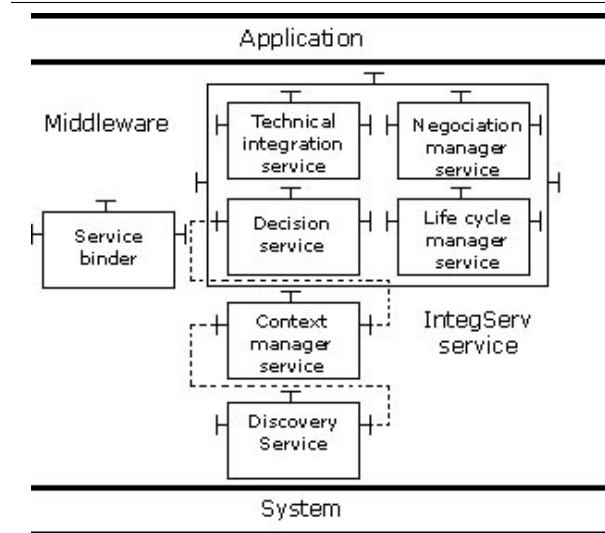 Application
Middleware
Technical
integration
service
Negociation
manager
service
Service
binder
Decision
service
Life cycle
manager
service
Context
manager
service
IntegServ
service
Discovery
Service
System